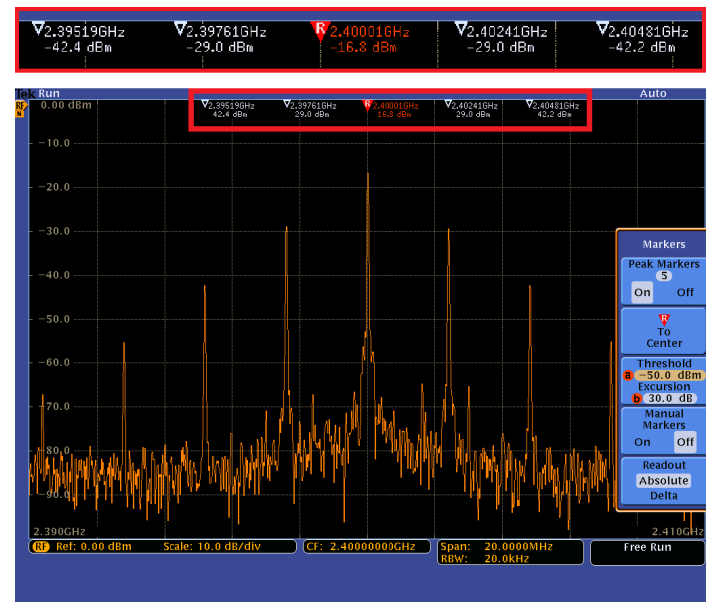 2.39519GHz 2.39761GHz R 2.40001GHz 2.40241GHz 2.40481GHz
-42.4 dBm -29.0 dBm -16.8 dBm -29.0 dBm -42.2 dBm
Tek Run Auto
RF 0.00 dBm
N
2.39519GHz 2.39761GHz R 2.40001GHz 2.40241GHz 2.40481GHz
42.4 dBm 29.0 dBm 16.8 dBm 29.0 dBm 42.2 dBm
-10.0
-20.0
-30.0
-40.0
-50.0
-60.0
-70.0
-80.0
-90.0
Markers
Peak Markers
5
On Off
R
To
Center
Threshold
a -50.0 dBm
Excursion
b 30.0 dB
Manual
Markers
On Off
Readout
Absolute
Delta
2.390GHz 2.410GHz
RF Ref: 0.00 dBm Scale: 10.0 dB/div CF: 2.40000000GHz Span: 20.0000MHz Free Run
RBW: 20.0kHz